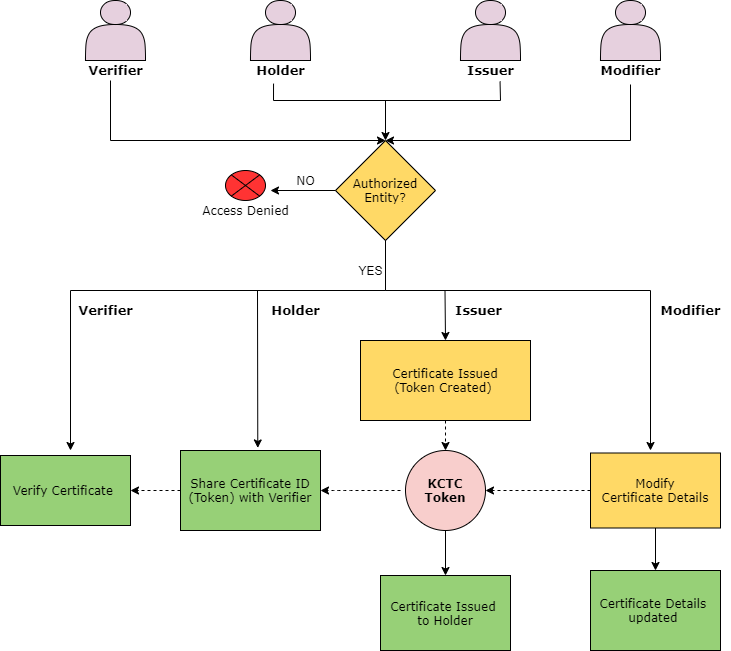 Verifier
Holder
Issuer
Modifier
Authorized
Entity?
NO
Access Denied
YES
Verifier
Holder
Issuer
Modifier
Certificate Issued
(Token Created)
Verify Certificate
Share Certificate ID
(Token) with Verifier
KCTC
Token
Modify
Certificate Details
Certificate Issued
to Holder
Certificate Details
updated